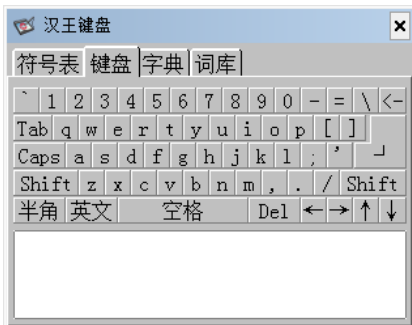 汉王键盘
符号表 键盘 字典 词库
` 1 2 3 4 5 6 7 8 9 0 - = \ <-
Tab q w e r t y u i o p [ ]
Caps a s d f g h j k l ; ' ┘
Shift z x c v b n m , . / Shift
半角 英文 空格 Del ← → ↑ ↓